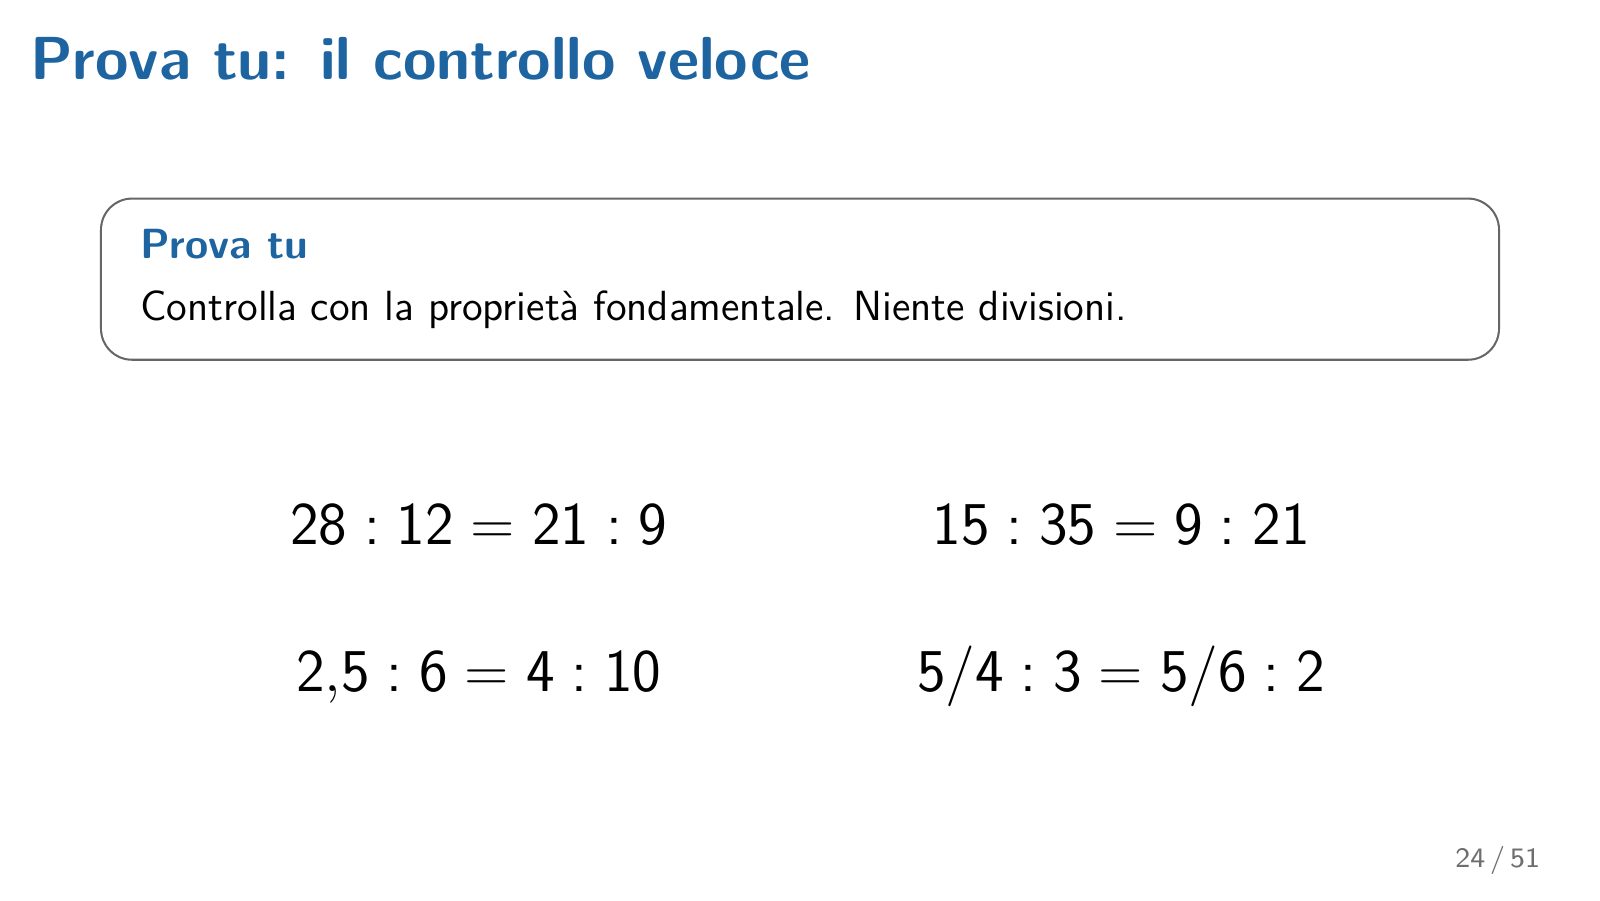 Prova tu: il controllo veloce
Prova tu
Controlla con la proprietà fondamentale. Niente divisioni.
28 : 12 = 21 : 9
15 : 35 = 9 : 21
2,5 : 6 = 4 : 10
5/4 : 3 = 5/6 : 2
24 / 51